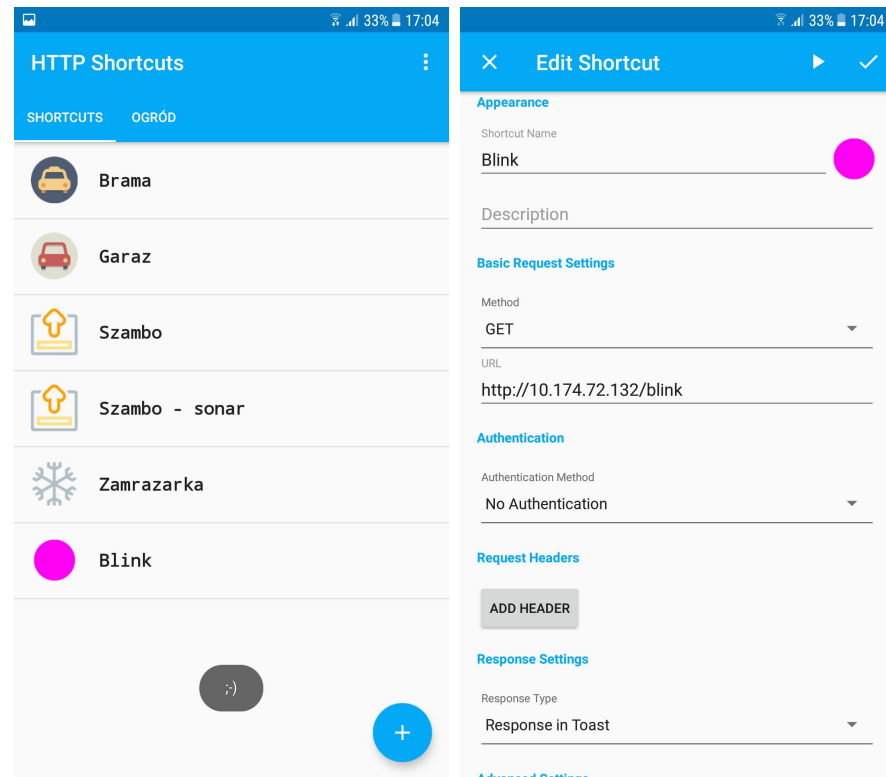 33% 17:04
HTTP Shortcuts
SHORTCUTS OGRÓD
Brama
Garaz
Szambo
Szambo - sonar
Zamrazarka
Blink
;-)
+
33% 17:04
Edit Shortcut
Appearance
Shortcut Name
Blink
Description
Basic Request Settings
Method
GET
URL
http://10.174.72.132/blink
Authentication
Authentication Method
No Authentication
Request Headers
ADD HEADER
Response Settings
Response Type
Response in Toast
Advanced Settings